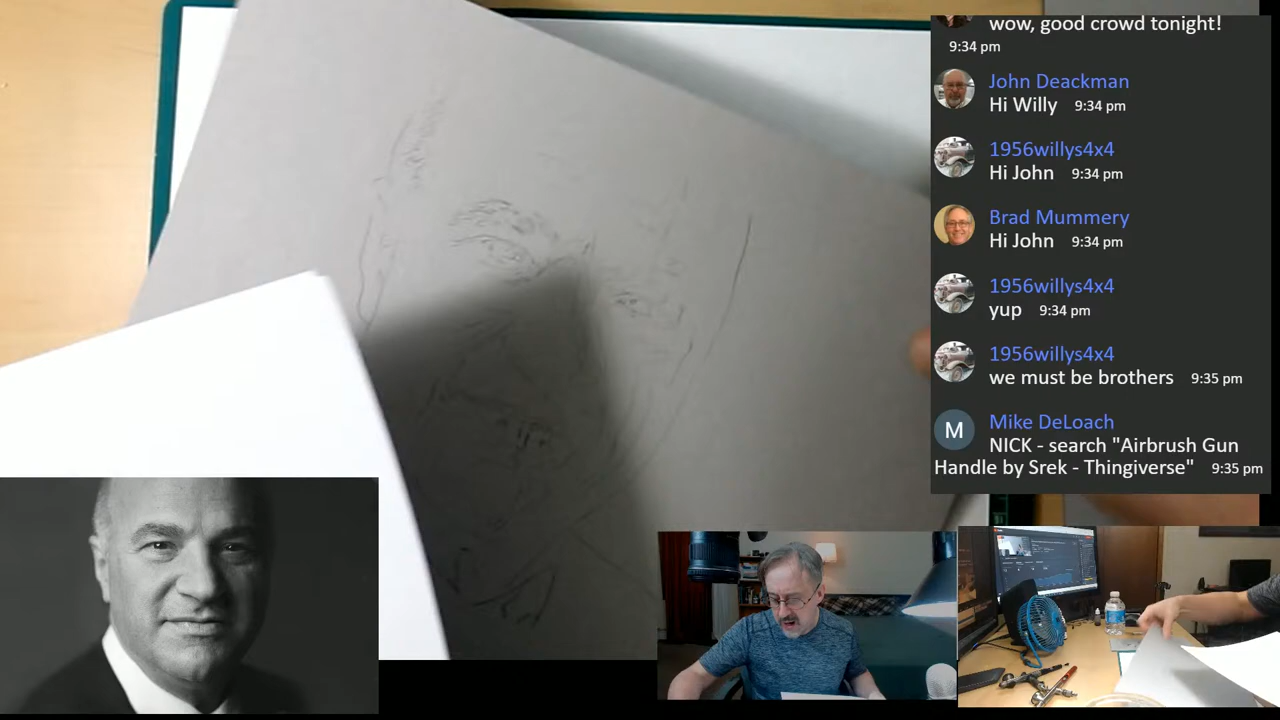 wow, good crowd tonight!
9:34 pm
John Deackman
Hi Willy 9:34 pm
1956willys4x4
Hi John 9:34 pm
Brad Mummery
Hi John 9:34 pm
1956willys4x4
yup 9:34 pm
1956willys4x4
we must be brothers 9:35 pm
M
Mike DeLoach
NICK - search "Airbrush Gun
Handle by Srek - Thingiverse" 9:35 pm